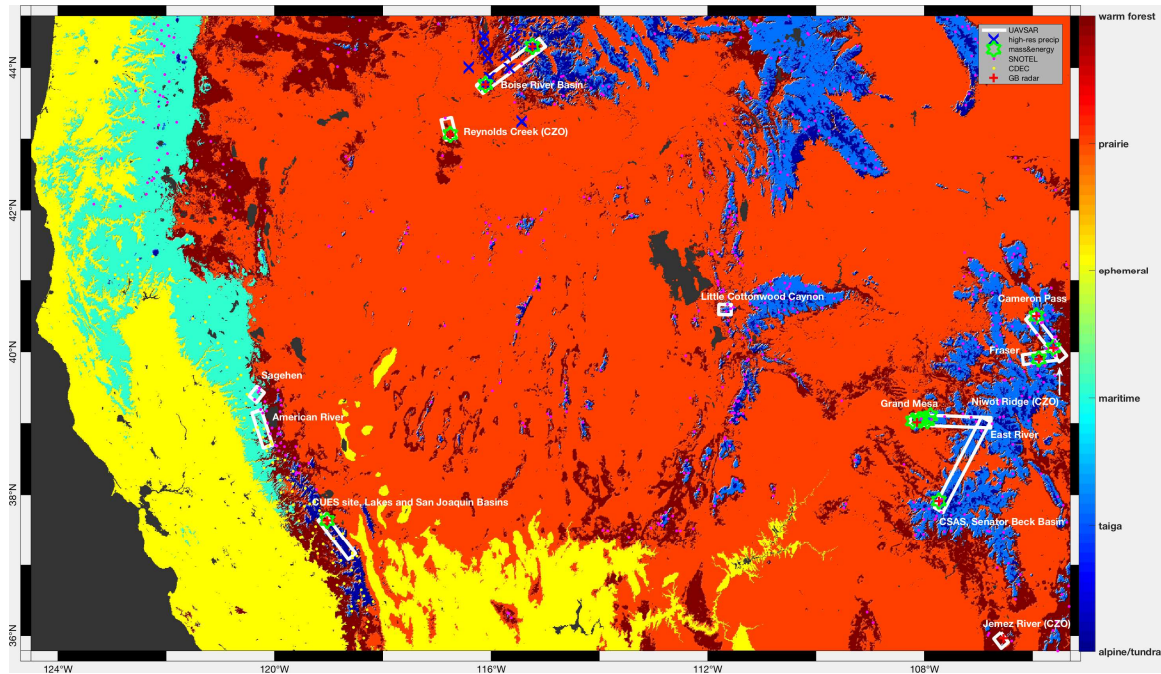 UAVSAR
high-res precip
mass&energy
SNOTEL
CDEC
GB radar
warm forest
prairie
ephemeral
maritime
taiga
alpine/tundra
44°N
42°N
40°N
38°N
36°N
Boise River Basin
Reynolds Creek (CZO)
Little Cottonwood Caynon
Cameron Pass
Fraser
Niwot Ridge (CZO)
Grand Mesa
East River
Sagehen
American River
CUES site, Lakes and San Joaquin Basins
CSAS, Senator Beck Basin
Jemez River (CZO)
124°W
120°W
116°W
112°W
108°W